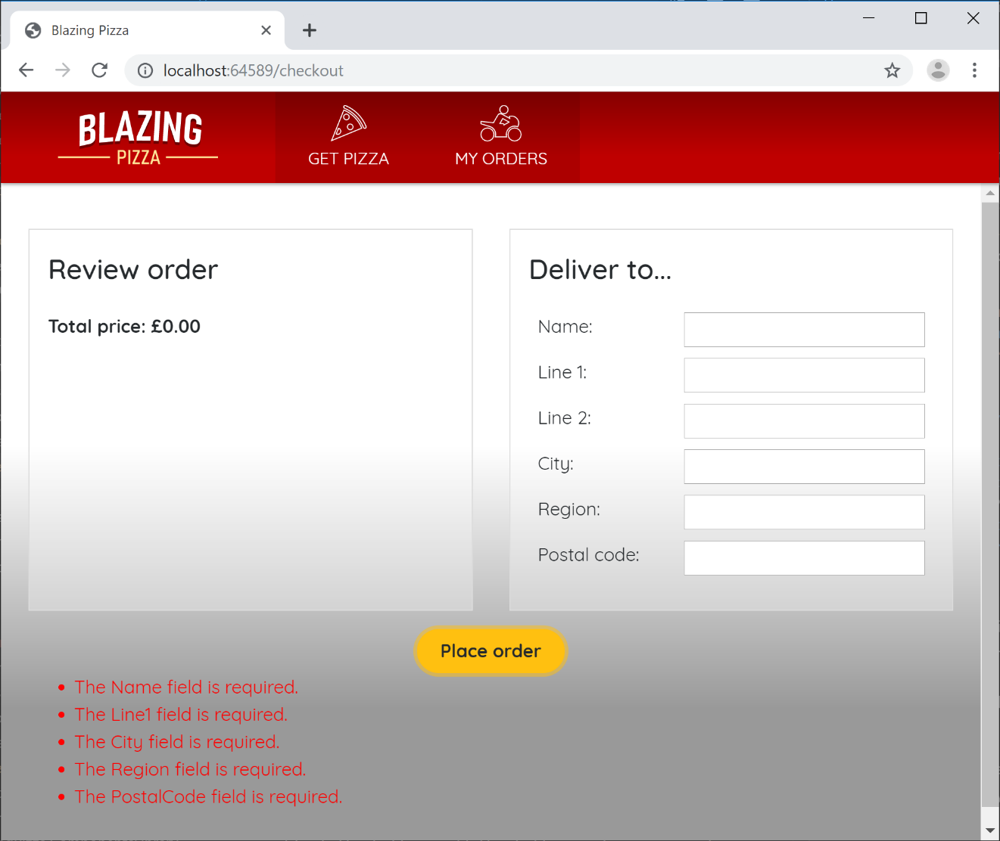 Blazing Pizza
localhost:64589/checkout
BLAZING
PIZZA
GET PIZZA
MY ORDERS
Review order
Total price: £0.00
Deliver to...
Name:
Line 1:
Line 2:
City:
Region:
Postal code:
Place order
The Name field is required.
The Line1 field is required.
The City field is required.
The Region field is required.
The PostalCode field is required.